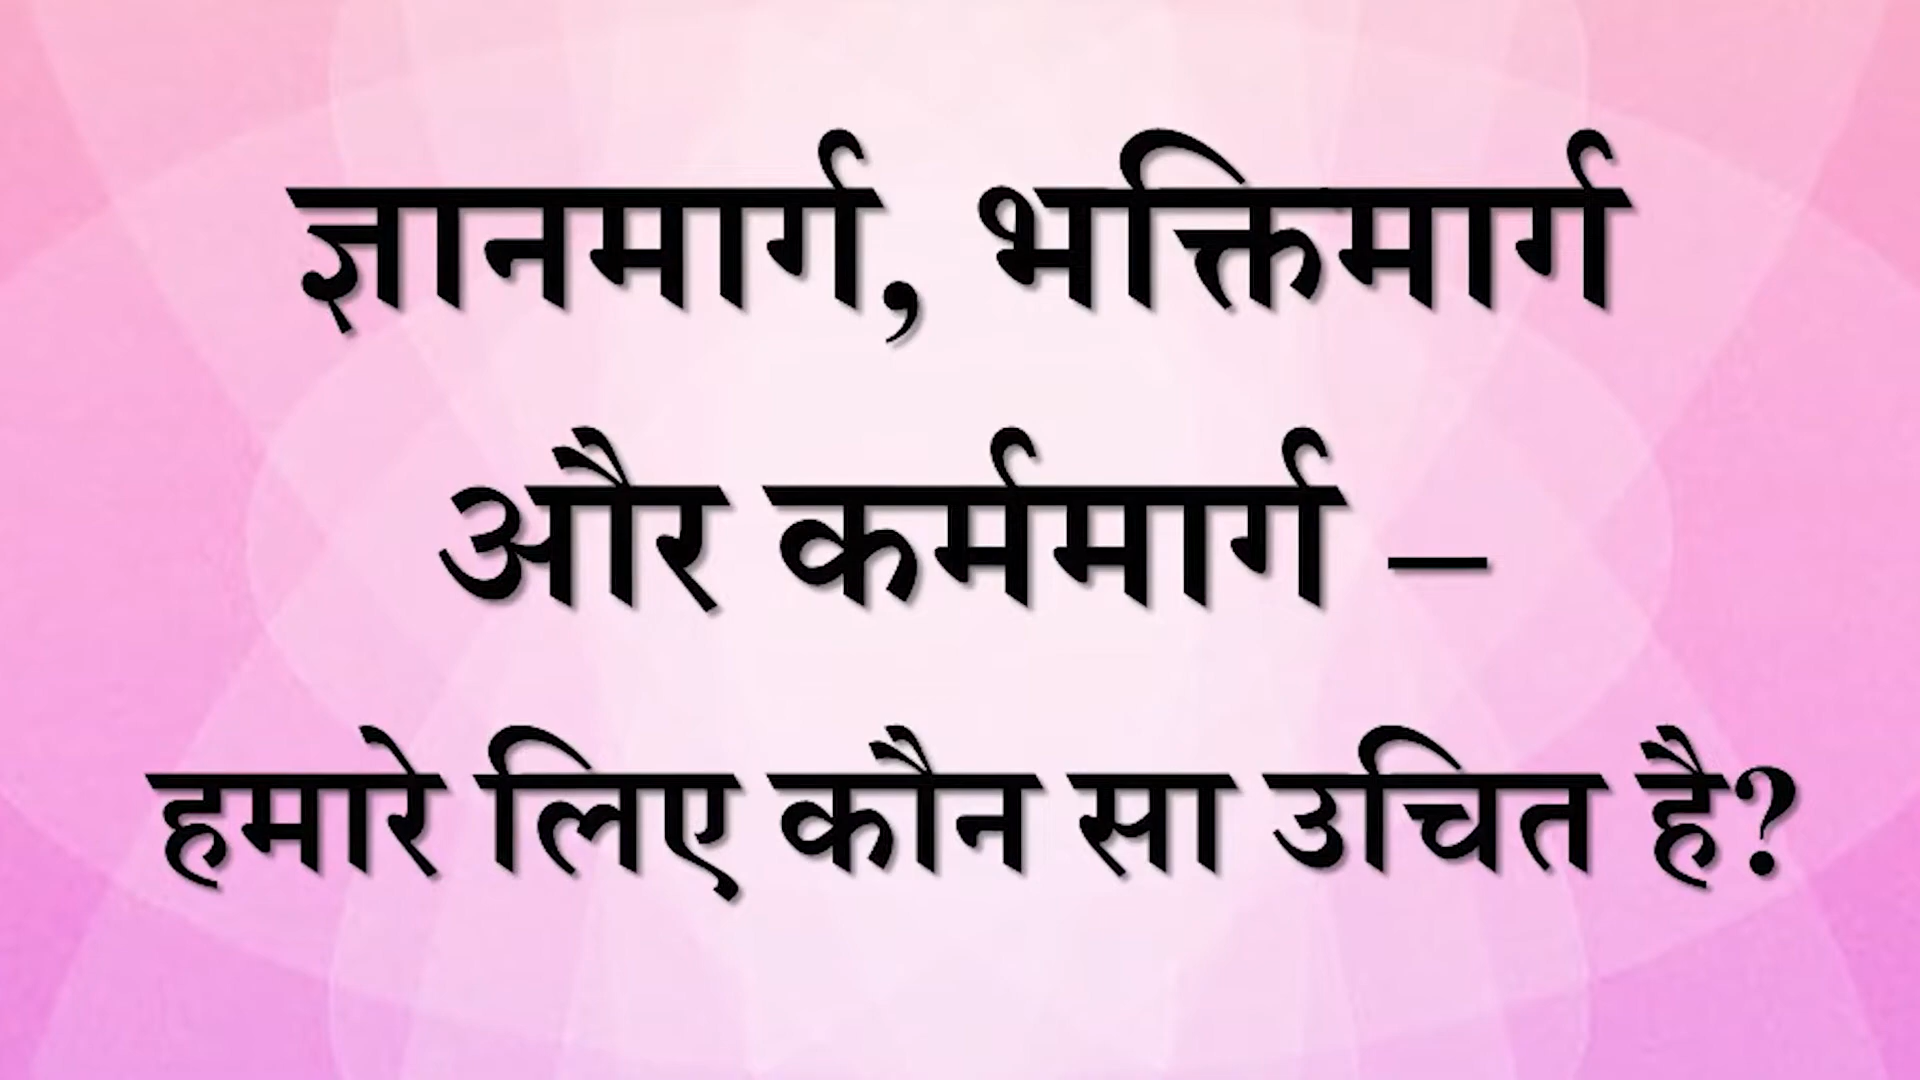 ज्ञानमार्ग, भक्तिमार्ग
और कर्ममार्ग –
हमारे लिए कौन सा उचित है?